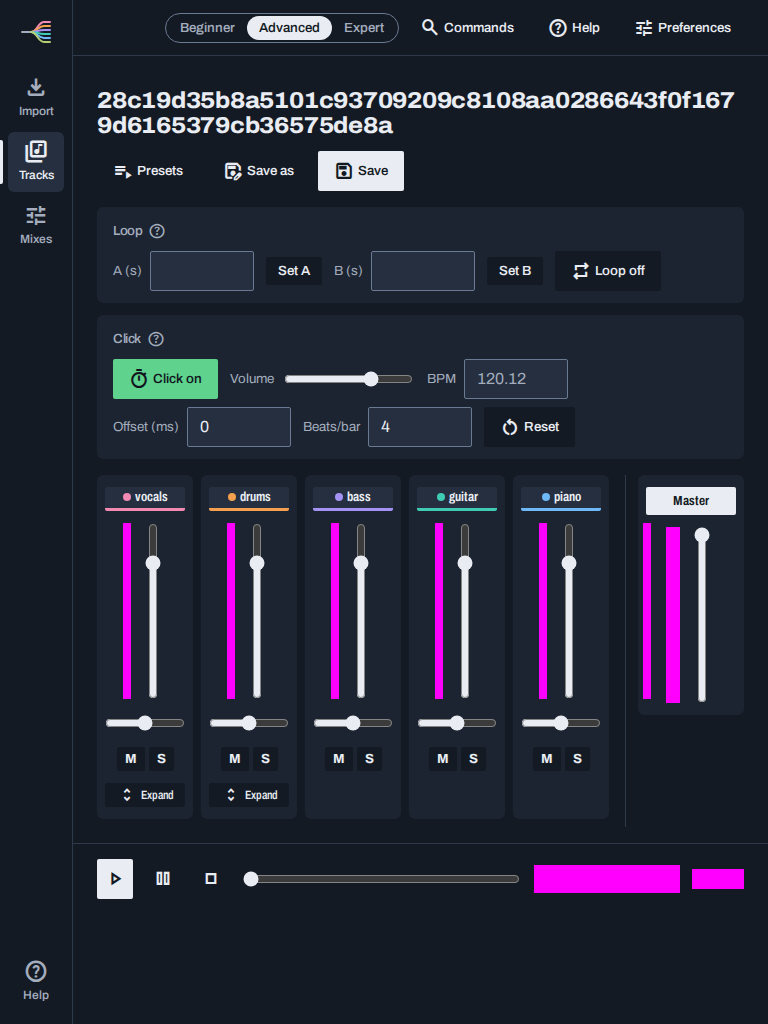 Beginner Advanced Expert Commands Help Preferences
Import
Tracks
Mixes
28c19d35b8a5101c93709209c8108aa0286643f0f167
9d6165379cb36575de8a
Presets Save as Save
Loop
A (s) Set A B (s) Set B Loop off
Click
Click on Volume BPM 120.12
Offset (ms) 0 Beats/bar 4 Reset
vocals drums bass guitar piano Master
M S M S M S M S M S
Expand Expand
Help